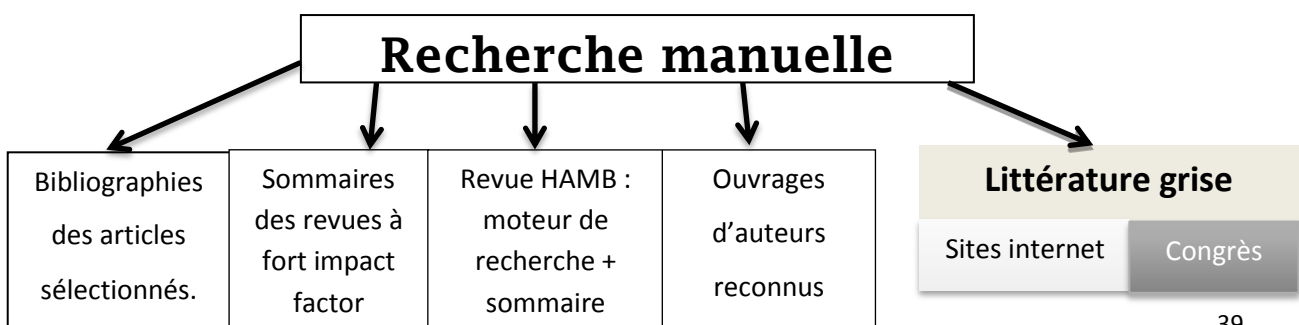 Recherche manuelle
Bibliographies
des articles
sélectionnés.
Sommaires
des revues à
fort impact
factor
Revue HAMB :
moteur de
recherche +
sommaire
Ouvrages
d’auteurs
reconnus
Littérature grise
Sites internet
Congrès
39